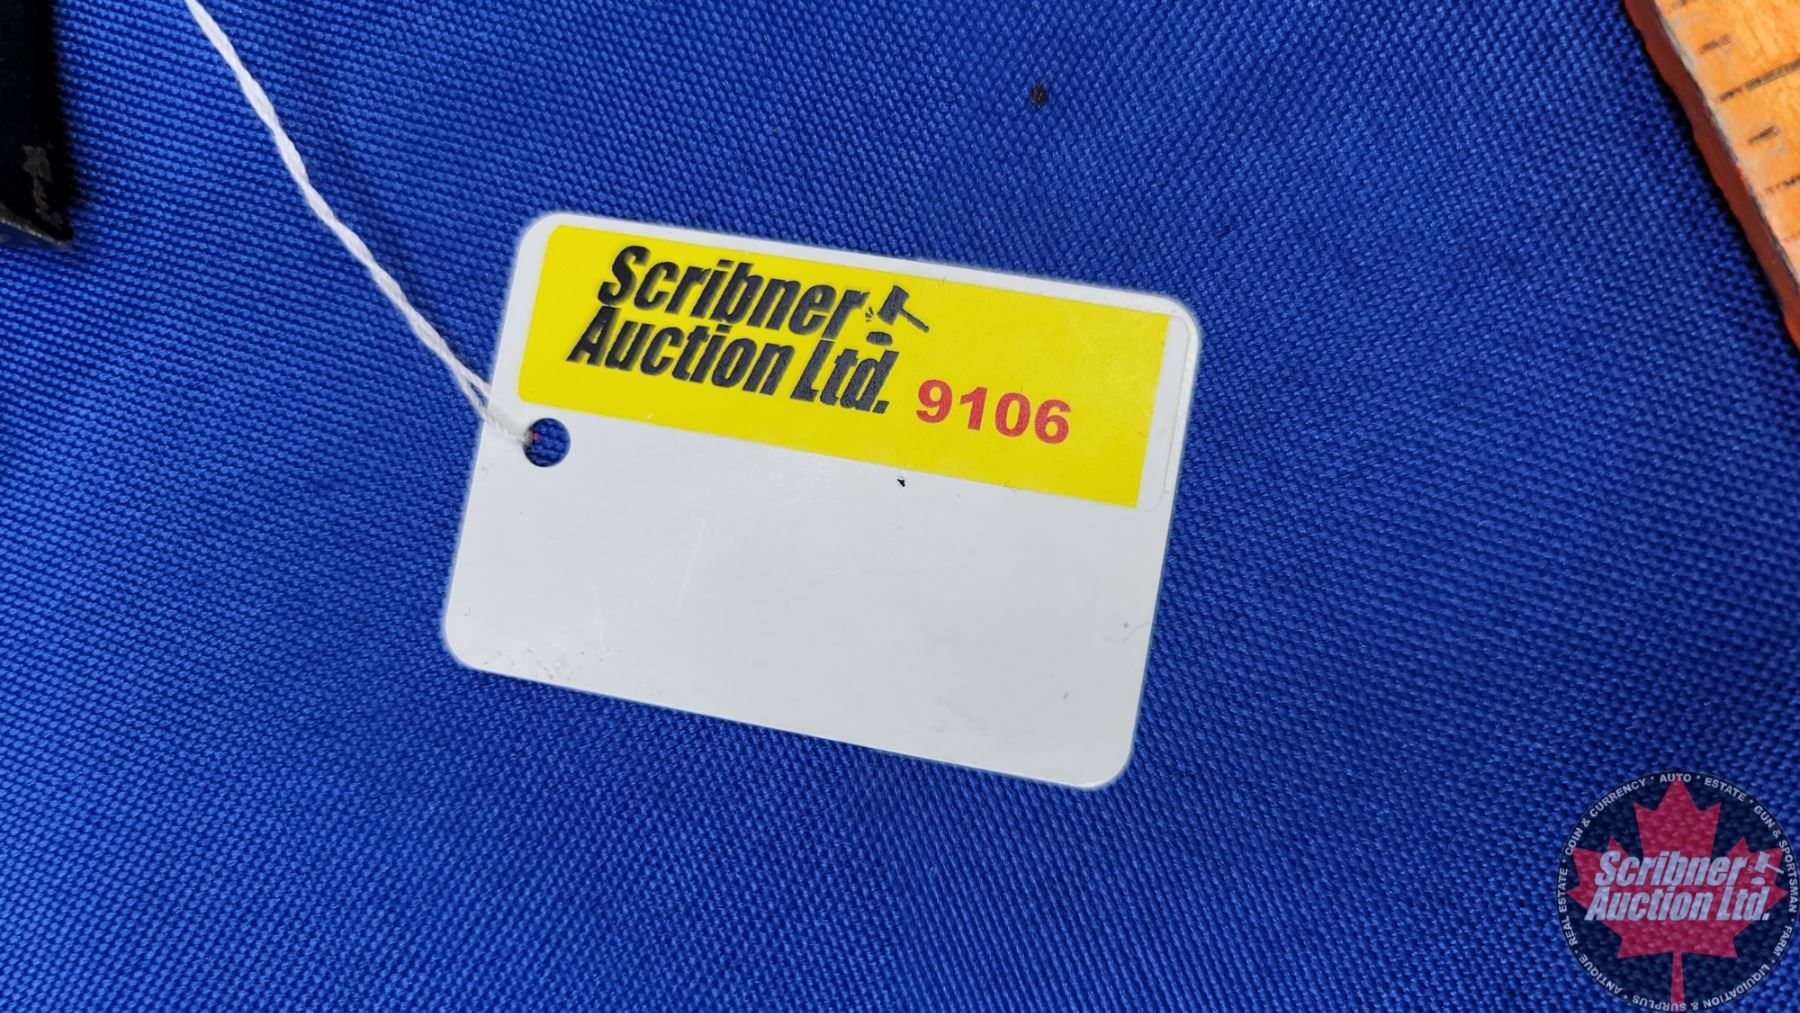 Scribner
Auction Ltd. 9106
COIN & CURRENCY * AUTO * ESTATE * GUN & SPORTSMAN * FARM * LIQUIDATION & SURPLUS * ANTIQUE * REAL ESTATE *
Scribner
Auction Ltd.